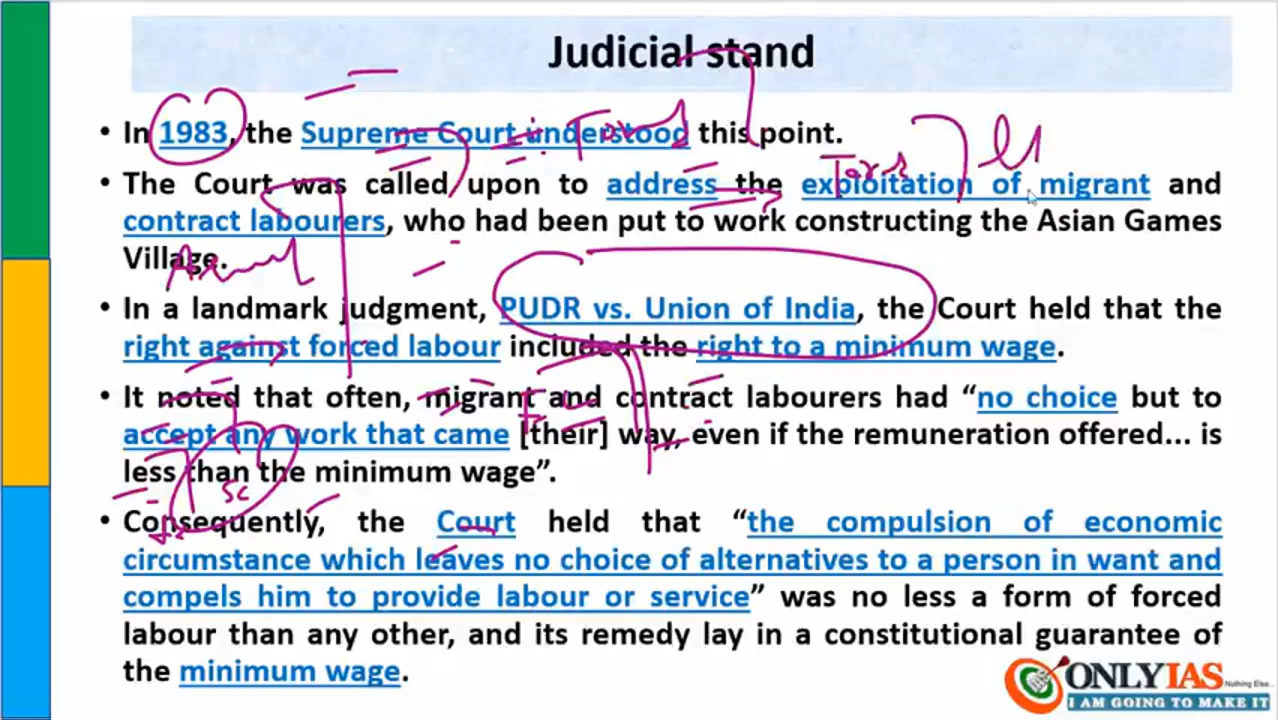 Judicial stand
• In 1983, the Supreme Court understood this point.
• The Court was called upon to address the exploitation of migrant and
contract labourers, who had been put to work constructing the Asian Games
Village.
• In a landmark judgment, PUDR vs. Union of India, the Court held that the
right against forced labour included the right to a minimum wage.
• It noted that often, migrant and contract labourers had “no choice but to
accept any work that came [their] way, even if the remuneration offered... is
less than the minimum wage”.
SC
• Consequently, the Court held that “the compulsion of economic
circumstance which leaves no choice of alternatives to a person in want and
compels him to provide labour or service” was no less a form of forced
labour than any other, and its remedy lay in a constitutional guarantee of
the minimum wage.
ONLYIAS
Nothing Else...
I AM GOING TO MAKE IT